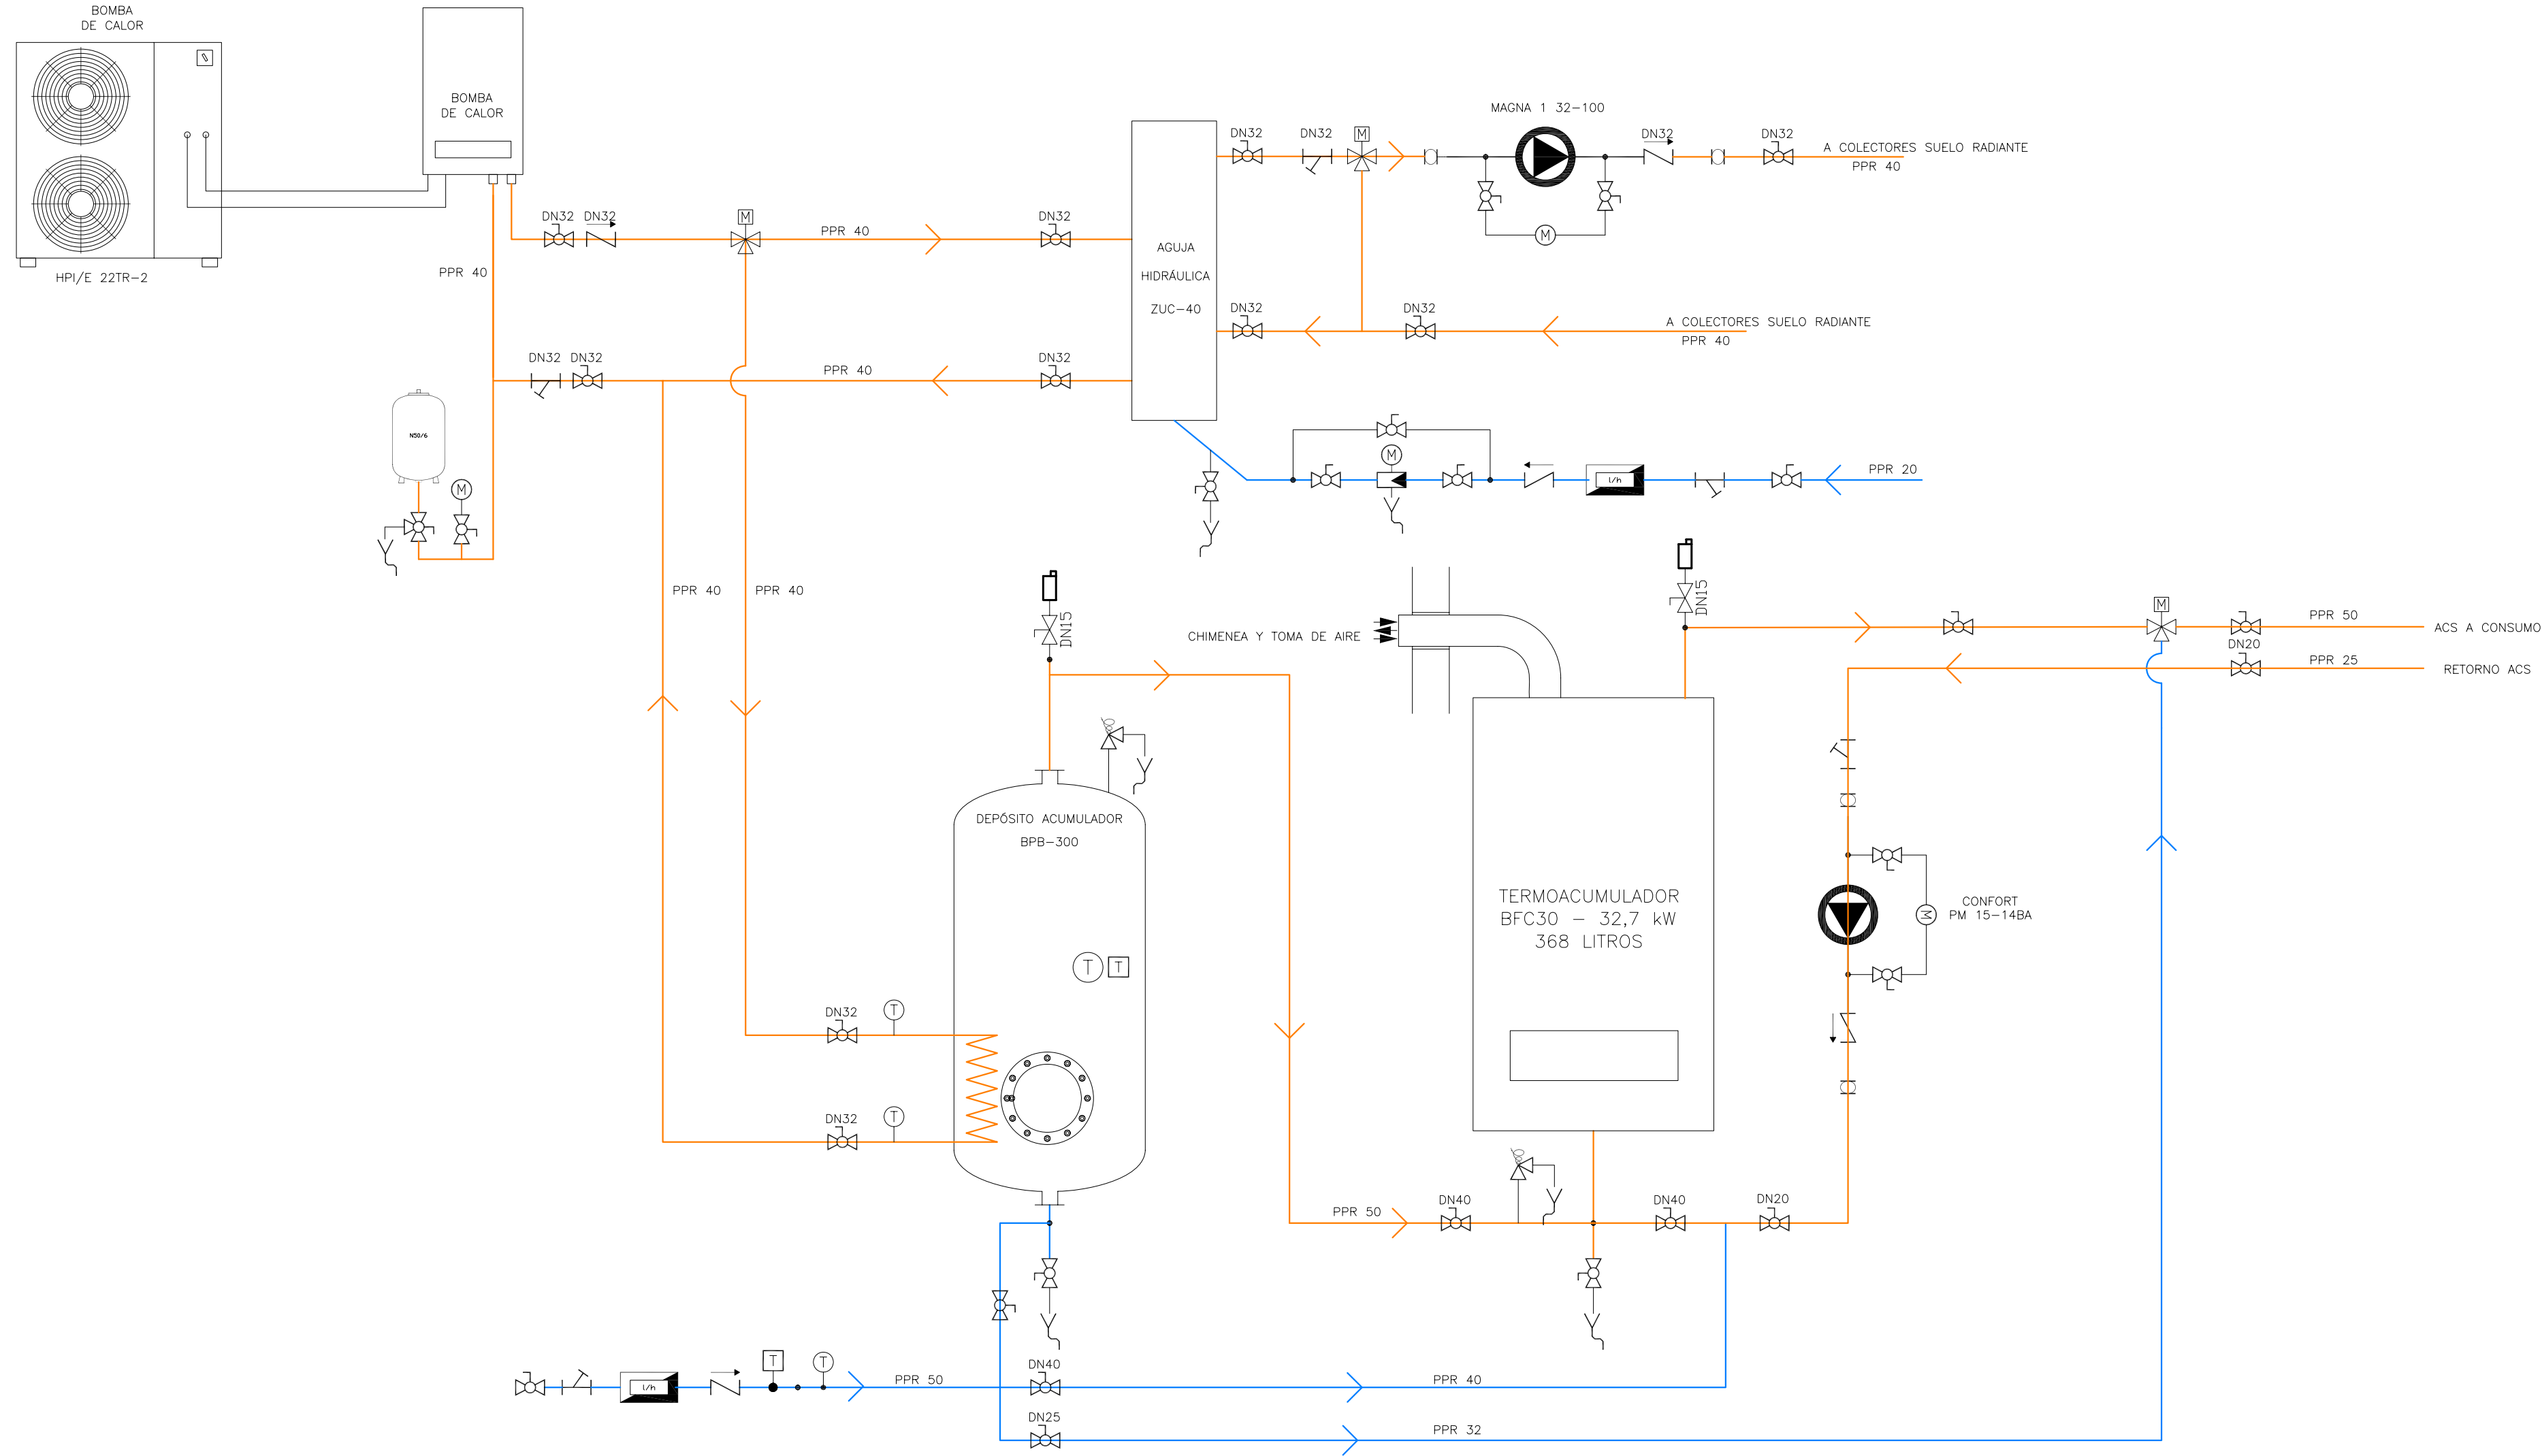 BOMBA
DE CALOR
HPI/E 22TR-2
BOMBA
DE CALOR
PPR 40
DN32
DN32
M
PPR 40
DN32
DN32
DN32
PPR 40
DN32
AGUJA
HIDRÁULICA
ZUC-40
DN32
DN32
M
MAGNA 1 32-100
M
DN32
DN32
A COLECTORES SUELO RADIANTE
PPR 40
DN32
DN32
A COLECTORES SUELO RADIANTE
PPR 40
N50/6
M
M
l/h
PPR 20
PPR 40
PPR 40
DN15
CHIMENEA Y TOMA DE AIRE
DN15
M
PPR 50
ACS A CONSUMO
DN20
PPR 25
RETORNO ACS
DEPÓSITO ACUMULADOR
BPB-300
T
T
DN32
T
DN32
T
TERMOACUMULADOR
BFC30 - 32,7 kW
368 LITROS
M
CONFORT
PM 15-14BA
PPR 50
DN40
DN40
DN20
l/h
T
T
PPR 50
DN40
PPR 40
DN25
PPR 32